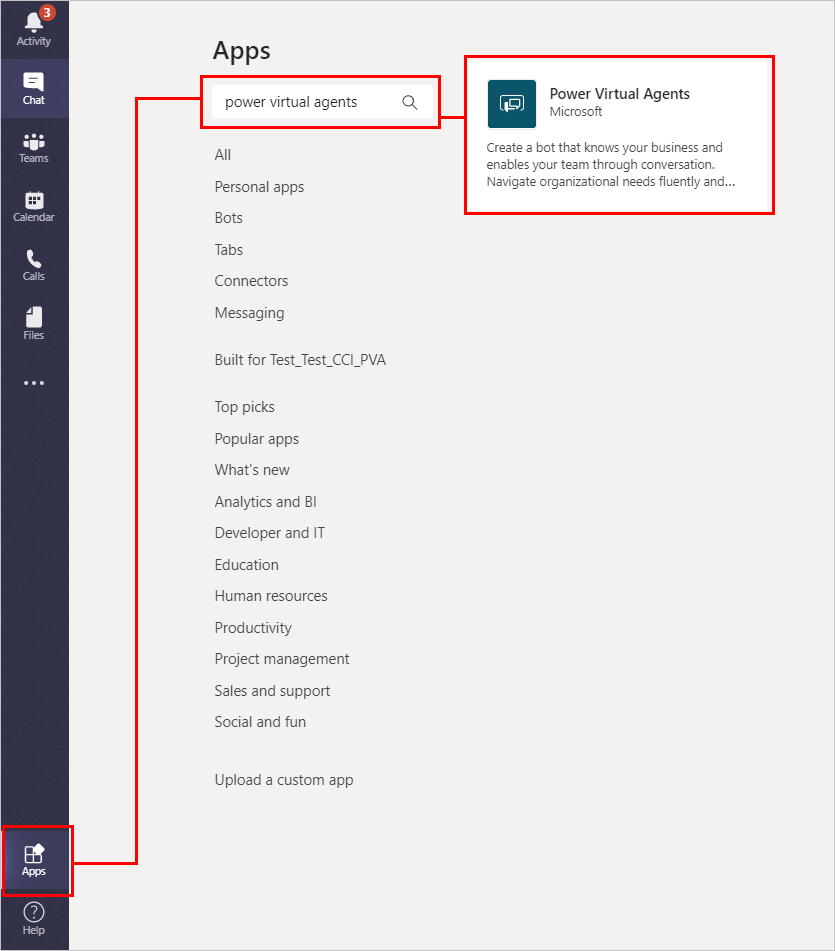 3
Activity
Chat
Teams
Calendar
Calls
Files
Apps
Help
Apps
power virtual agents
All
Personal apps
Bots
Tabs
Connectors
Messaging
Built for Test_Test_CCI_PVA
Top picks
Popular apps
What's new
Analytics and BI
Developer and IT
Education
Human resources
Productivity
Project management
Sales and support
Social and fun
Upload a custom app
Power Virtual Agents
Microsoft
Create a bot that knows your business and
enables your team through conversation.
Navigate organizational needs fluently and...